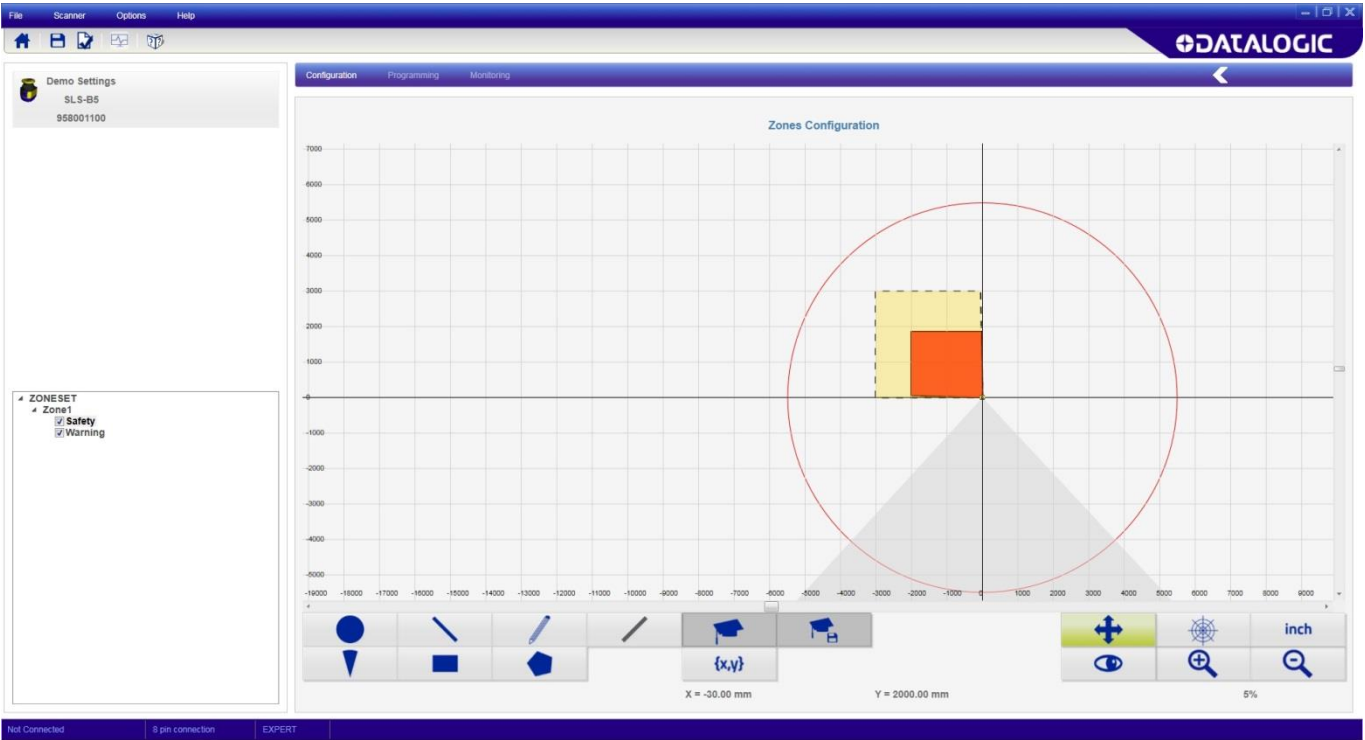 File Scanner Options Help
DATALOGIC
Demo Settings
SLS-B5
958001100
Configuration Programming Monitoring
Zones Configuration
7000
6000
5000
4000
3000
2000
1000
0
-1000
-2000
-3000
-4000
-5000
-19000 -18000 -17000 -16000 -15000 -14000 -13000 -12000 -11000 -10000 -9000 -8000 -7000 -6000 -5000 -4000 -3000 -2000 -1000 0 1000 2000 3000 4000 5000 6000 7000 8000 9000
ZONESET
Zone1
Safety
Warning
inch
{x,y}
X = -30.00 mm Y = 2000.00 mm 5%
Not Connected 8 pin connection EXPERT